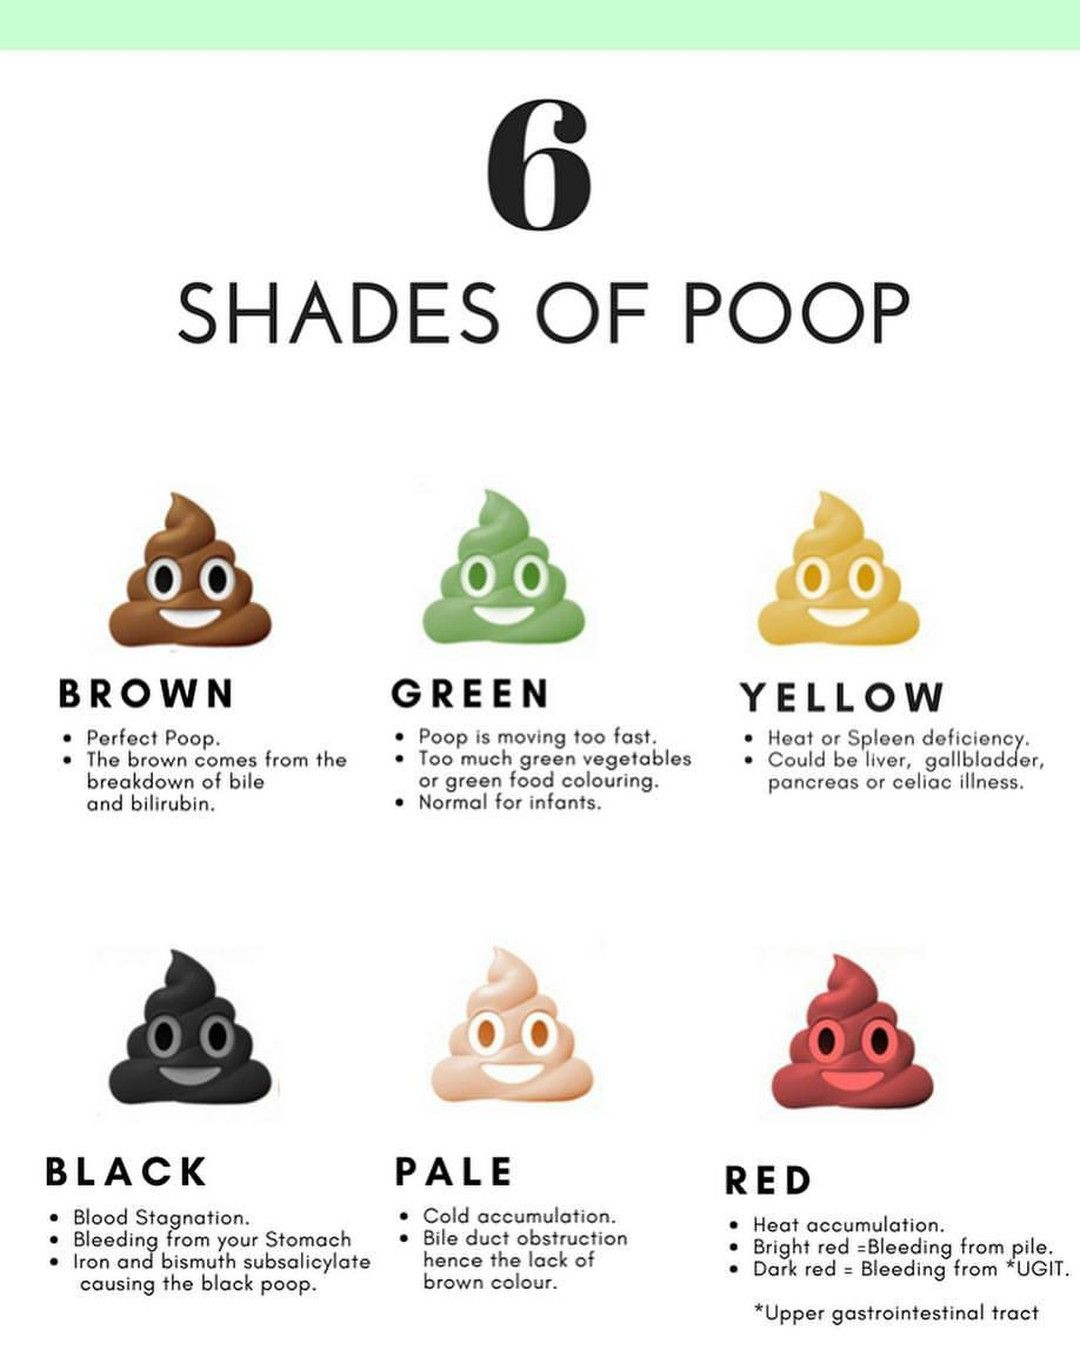 6
SHADES OF POOP
BROWN
• Perfect Poop.
• The brown comes from the
breakdown of bile
and bilirubin.
GREEN
• Poop is moving too fast.
• Too much green vegetables
or green food colouring.
• Normal for infants.
YELLOW
• Heat or Spleen deficiency.
• Could be liver, gallbladder,
pancreas or celiac illness.
BLACK
• Blood Stagnation.
• Bleeding from your Stomach
• Iron and bismuth subsalicylate
causing the black poop.
PALE
• Cold accumulation.
• Bile duct obstruction
hence the lack of
brown colour.
RED
• Heat accumulation.
• Bright red =Bleeding from pile.
• Dark red = Bleeding from *UGIT.
*Upper gastrointestinal tract